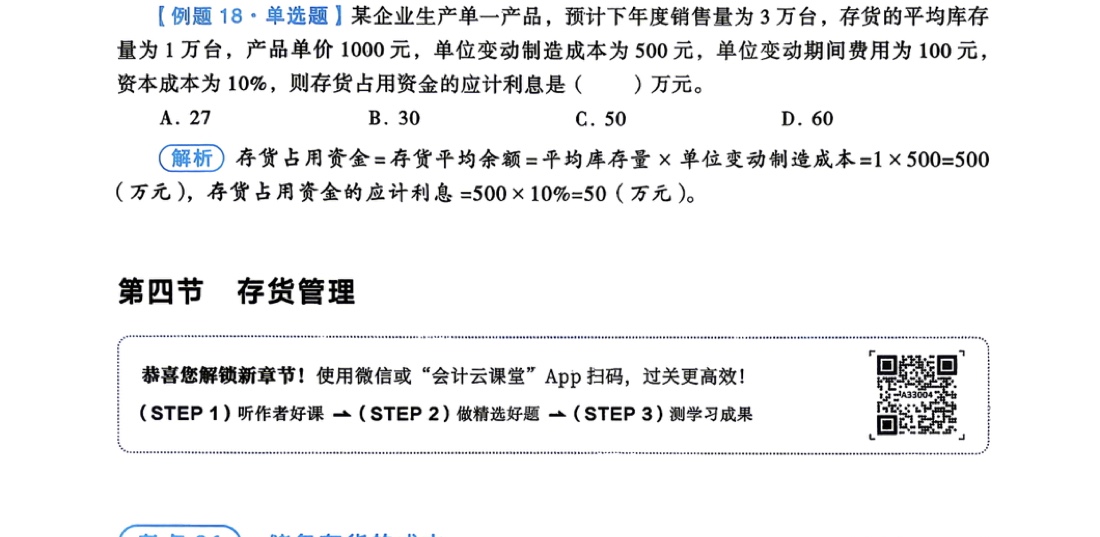 【例题 18·单选题】某企业生产单一产品，预计下年度销售量为 3 万台，存货的平均库存
量为 1 万台，产品单价 1000 元，单位变动制造成本为 500 元，单位变动期间费用为 100 元，
资本成本为 10%，则存货占用资金的应计利息是（　　）万元。
A. 27　B. 30　C. 50　D. 60
解析 存货占用资金=存货平均余额=平均库存量×单位变动制造成本=1×500=500
（万元），存货占用资金的应计利息=500×10%=50（万元）。
第四节　存货管理
恭喜您解锁新章节！使用微信或“会计云课堂”App 扫码，过关更高效！
（STEP 1）听作者好课 ⇀（STEP 2）做精选好题 ⇀（STEP 3）测学习成果
A33004